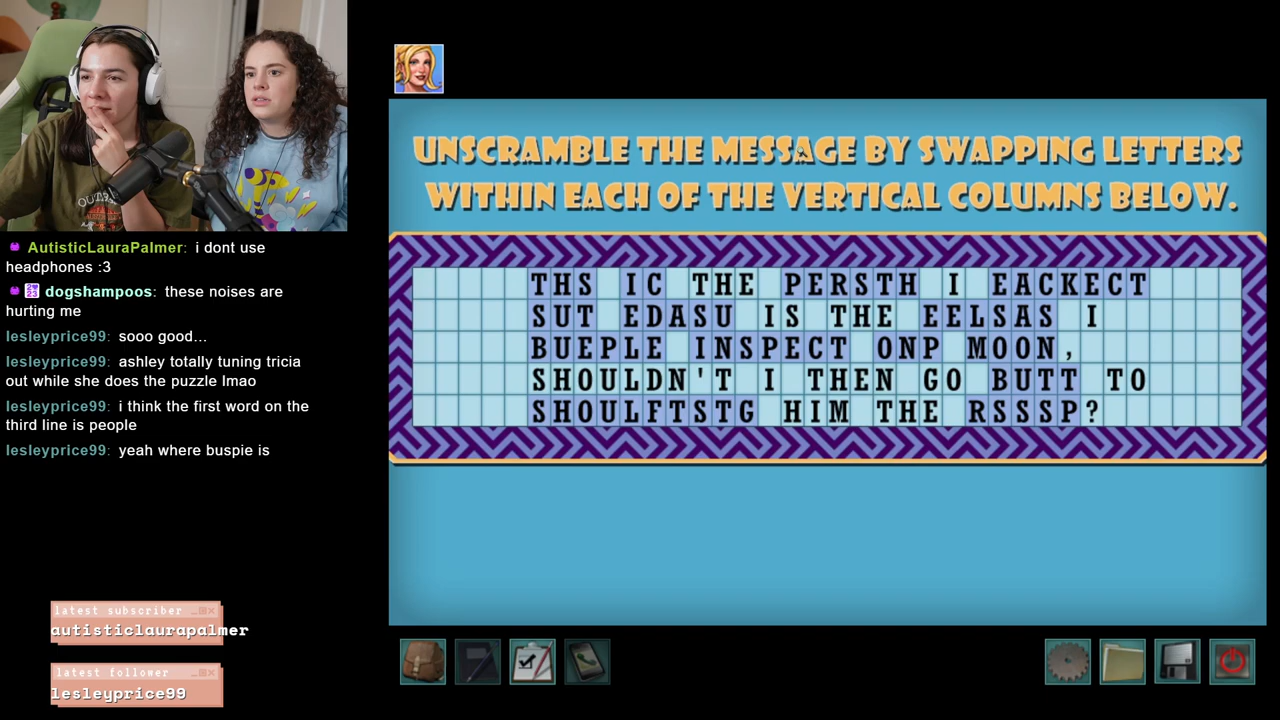 AutisticLauraPalmer: i dont use
headphones :3
dogshampoos: these noises are
hurting me
lesleyprice99: sooo good...
lesleyprice99: ashley totally tuning tricia
out while she does the puzzle lmao
lesleyprice99: i think the first word on the
third line is people
lesleyprice99: yeah where buspie is
latest subscriber
autisticlaurapalmer
latest follower
lesleyprice99
UNSCRAMBLE THE MESSAGE BY SWAPPING LETTERS
WITHIN EACH OF THE VERTICAL COLUMNS BELOW.
THS IC THE PERSTH I EACKECT
SUT EDASU IS THE EELSAS I
BUEPLE INSPECT ONP MOON,
SHOULDN'T I THEN GO BUTT TO
SHOULFTSTG HIM THE RSSSP?